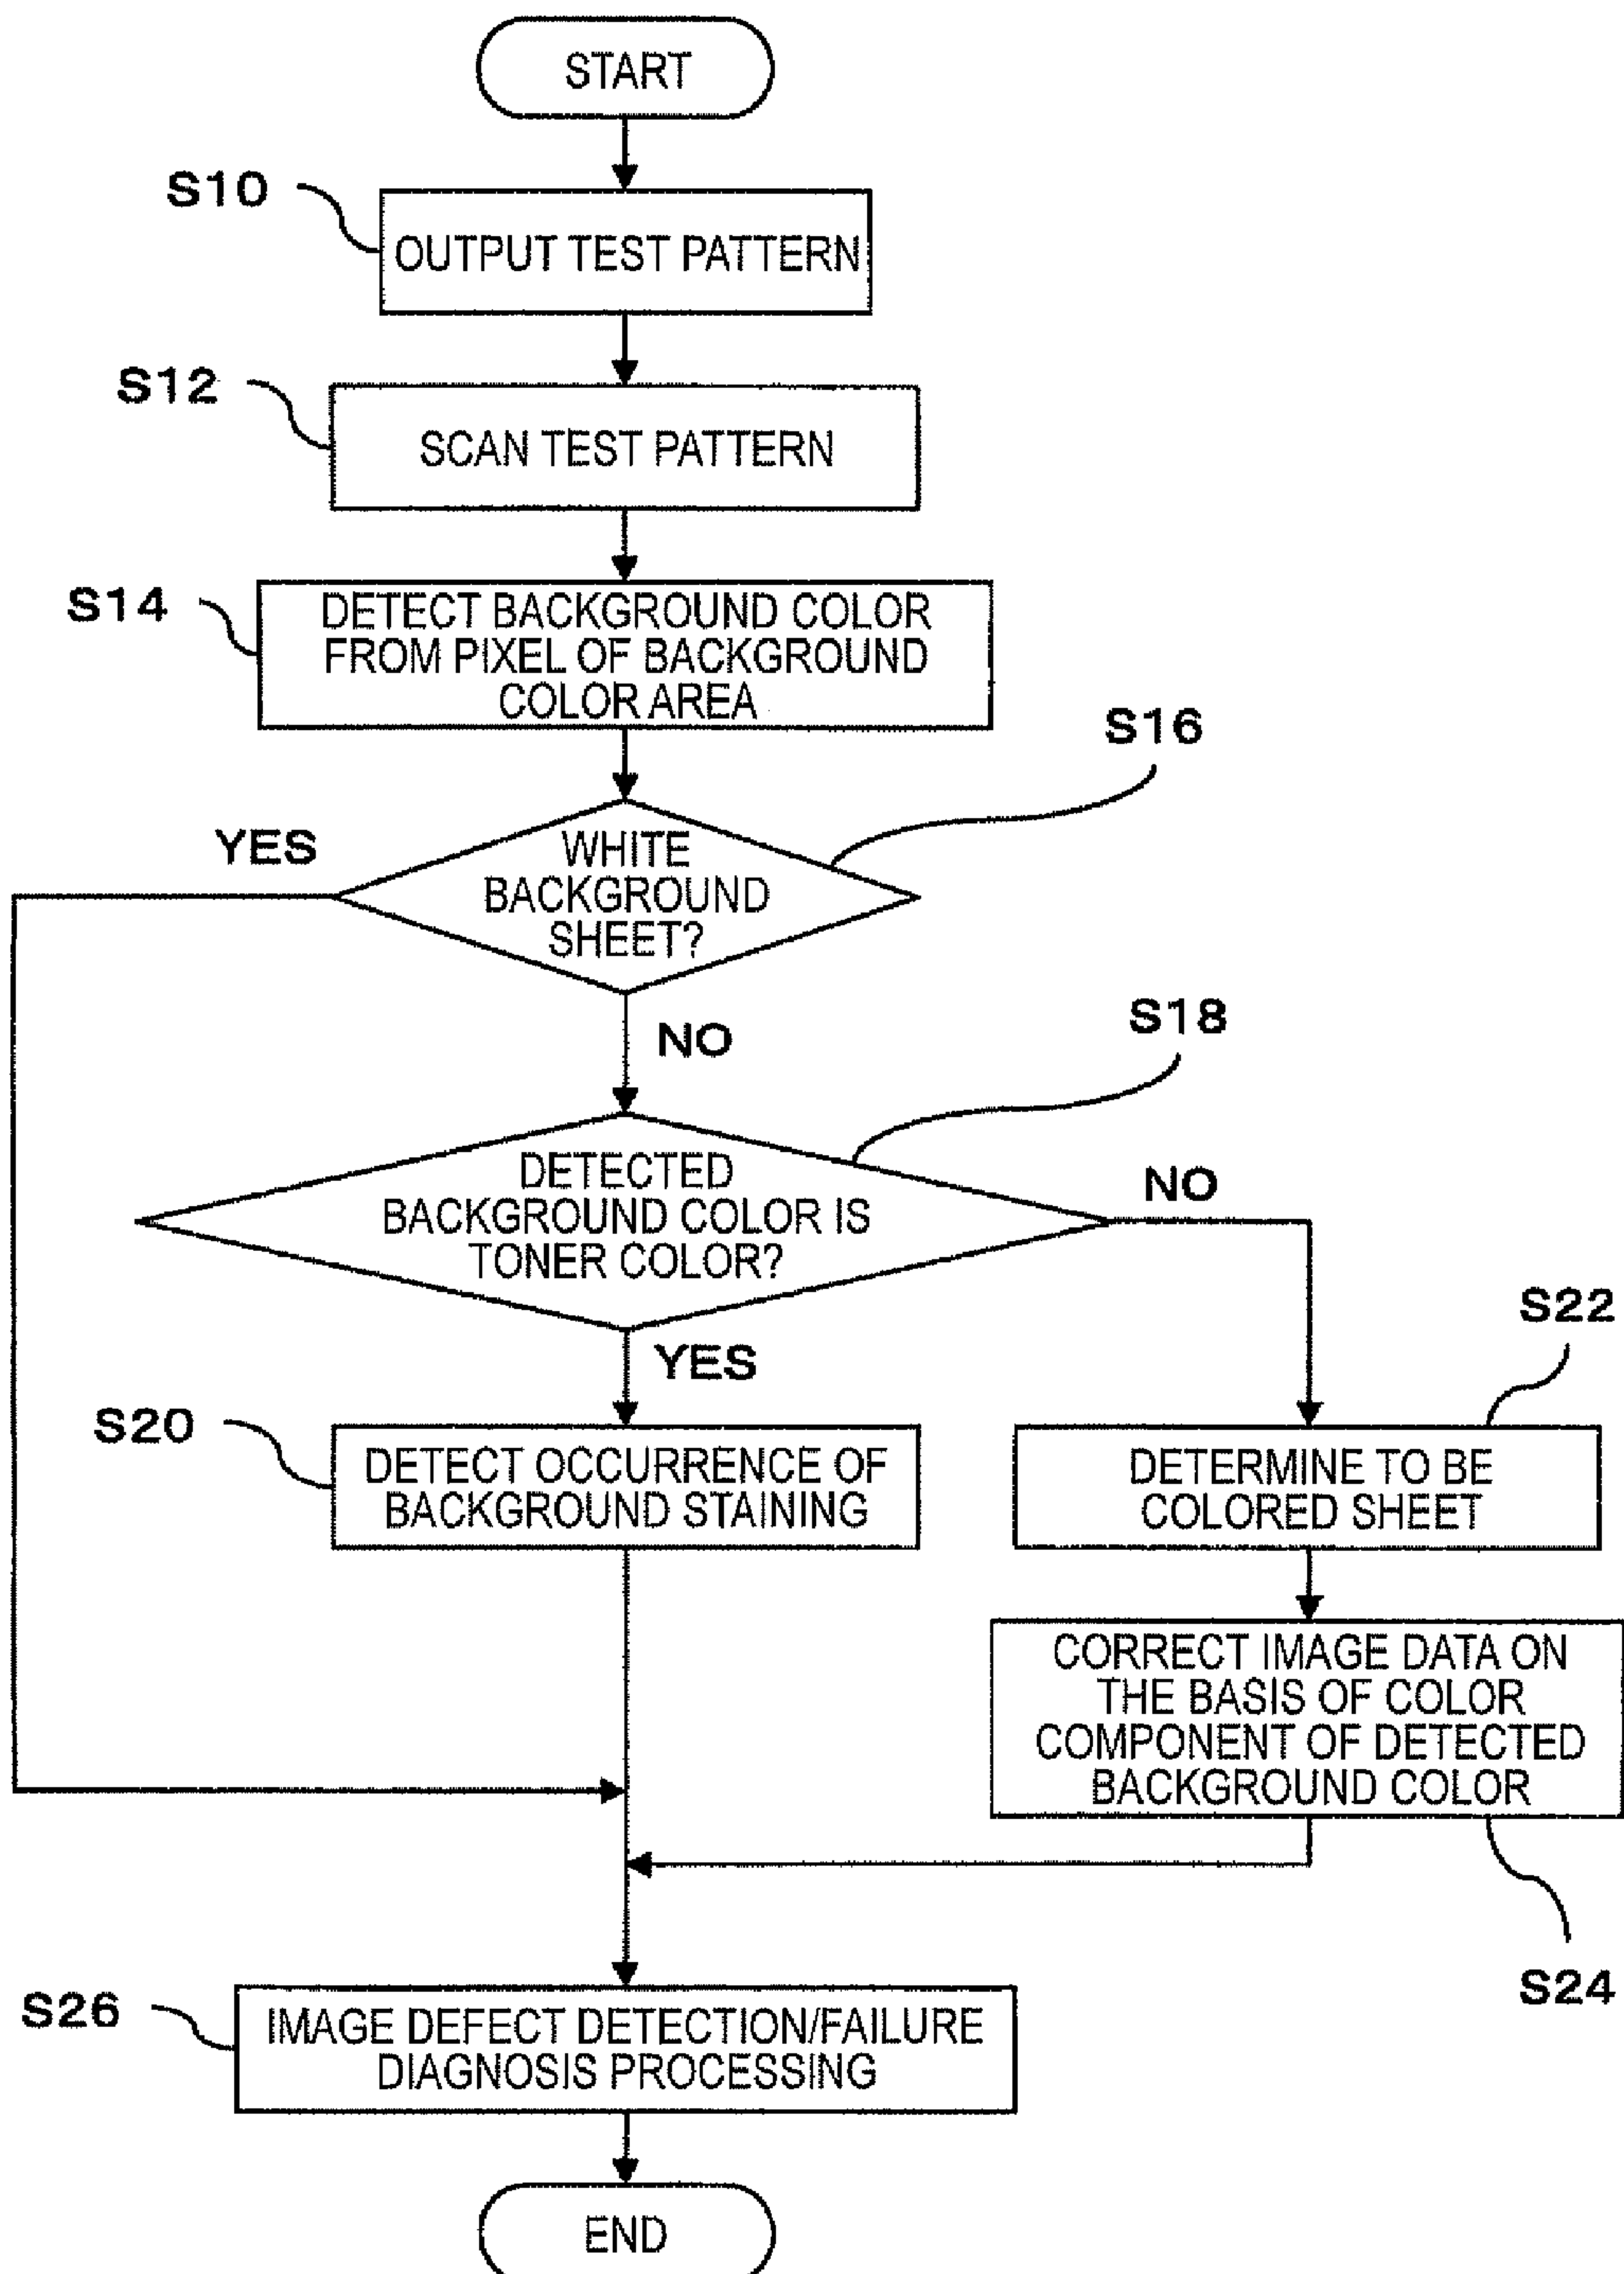 START
S10
OUTPUT TEST PATTERN
S12
SCAN TEST PATTERN
S14
DETECT BACKGROUND COLOR
FROM PIXEL OF BACKGROUND
COLOR AREA
S16
YES
WHITE
BACKGROUND
SHEET?
NO
S18
DETECTED
BACKGROUND COLOR IS
TONER COLOR?
NO
YES
S22
S20
DETECT OCCURRENCE OF
BACKGROUND STAINING
DETERMINE TO BE
COLORED SHEET
CORRECT IMAGE DATA ON
THE BASIS OF COLOR
COMPONENT OF DETECTED
BACKGROUND COLOR
S24
S26
IMAGE DEFECT DETECTION/FAILURE
DIAGNOSIS PROCESSING
END